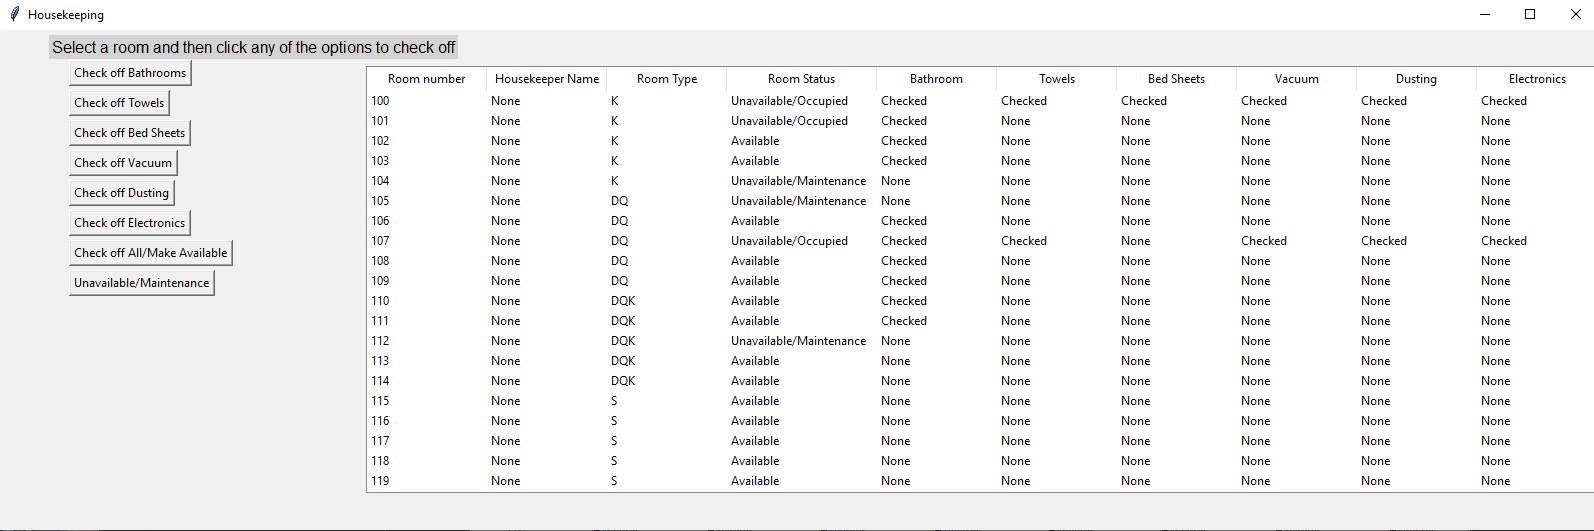 Housekeeping
Select a room and then click any of the options to check off
Check off Bathrooms
Check off Towels
Check off Bed Sheets
Check off Vacuum
Check off Dusting
Check off Electronics
Check off All/Make Available
Unavailable/Maintenance
Room number Housekeeper Name Room Type Room Status Bathroom Towels Bed Sheets Vacuum Dusting Electronics
100 None K Unavailable/Occupied Checked Checked Checked Checked Checked Checked
101 None K Unavailable/Occupied Checked None None None None None
102 None K Available Checked None None None None None
103 None K Available Checked None None None None None
104 None K Unavailable/Maintenance None None None None None None
105 None DQ Unavailable/Maintenance None None None None None None
106 None DQ Available Checked None None None None None
107 None DQ Unavailable/Occupied Checked Checked None Checked Checked Checked
108 None DQ Available Checked None None None None None
109 None DQ Available Checked None None None None None
110 None DQK Available Checked None None None None None
111 None DQK Available Checked None None None None None
112 None DQK Unavailable/Maintenance None None None None None None
113 None DQK Available None None None None None None
114 None DQK Available None None None None None None
115 None S Available None None None None None None
116 None S Available None None None None None None
117 None S Available None None None None None None
118 None S Available None None None None None None
119 None S Available None None None None None None